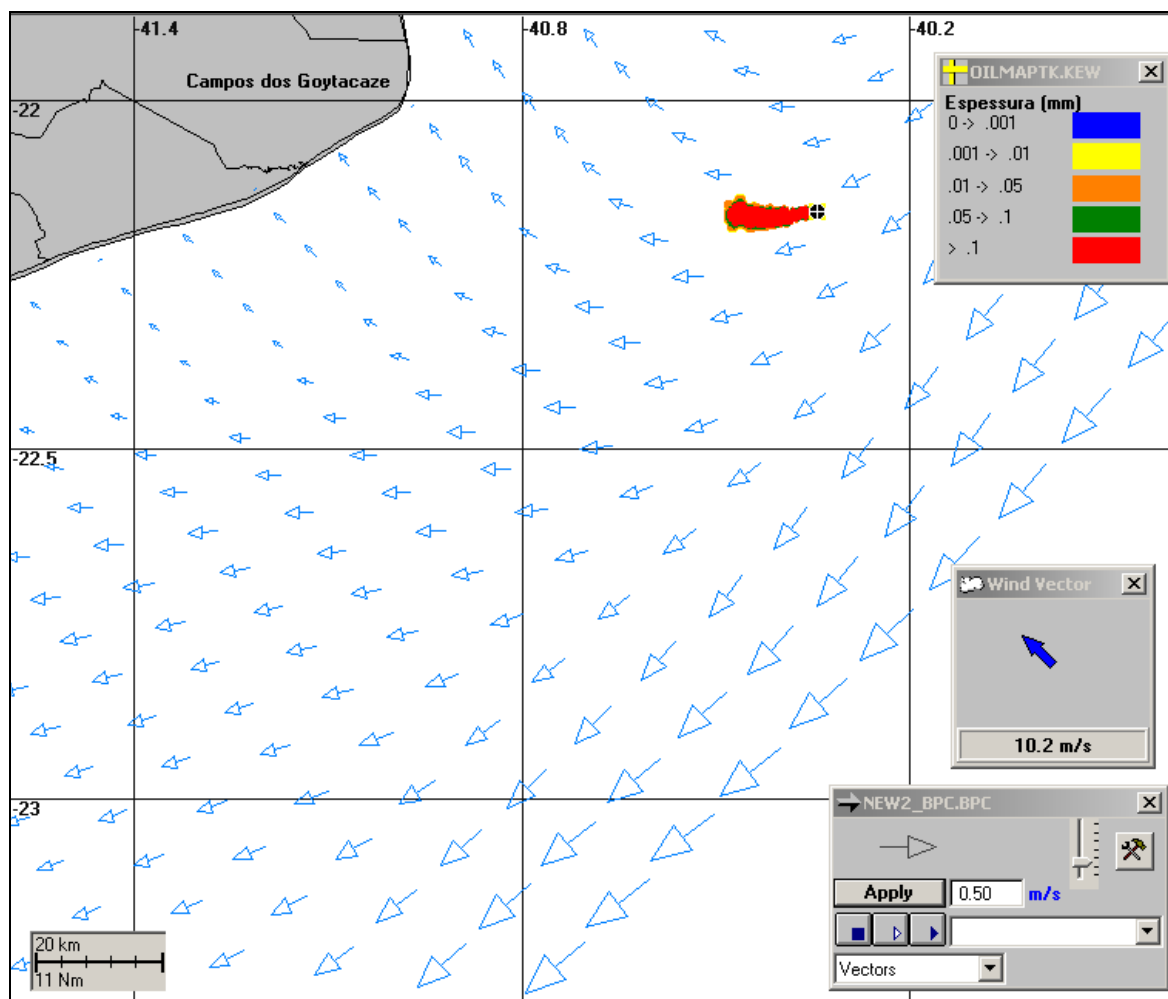 -41.4
-40.8
-40.2
Campos dos Goytacaze
-22
-22.5
-23
OILMAPTK.KEW
Espessura (mm)
0 -> .001
.001 -> .01
.01 -> .05
.05 -> .1
> .1
Wind Vector
10.2 m/s
NEW2_BPC.BPC
Apply
0.50
m/s
Vectors
20 km
11 Nm